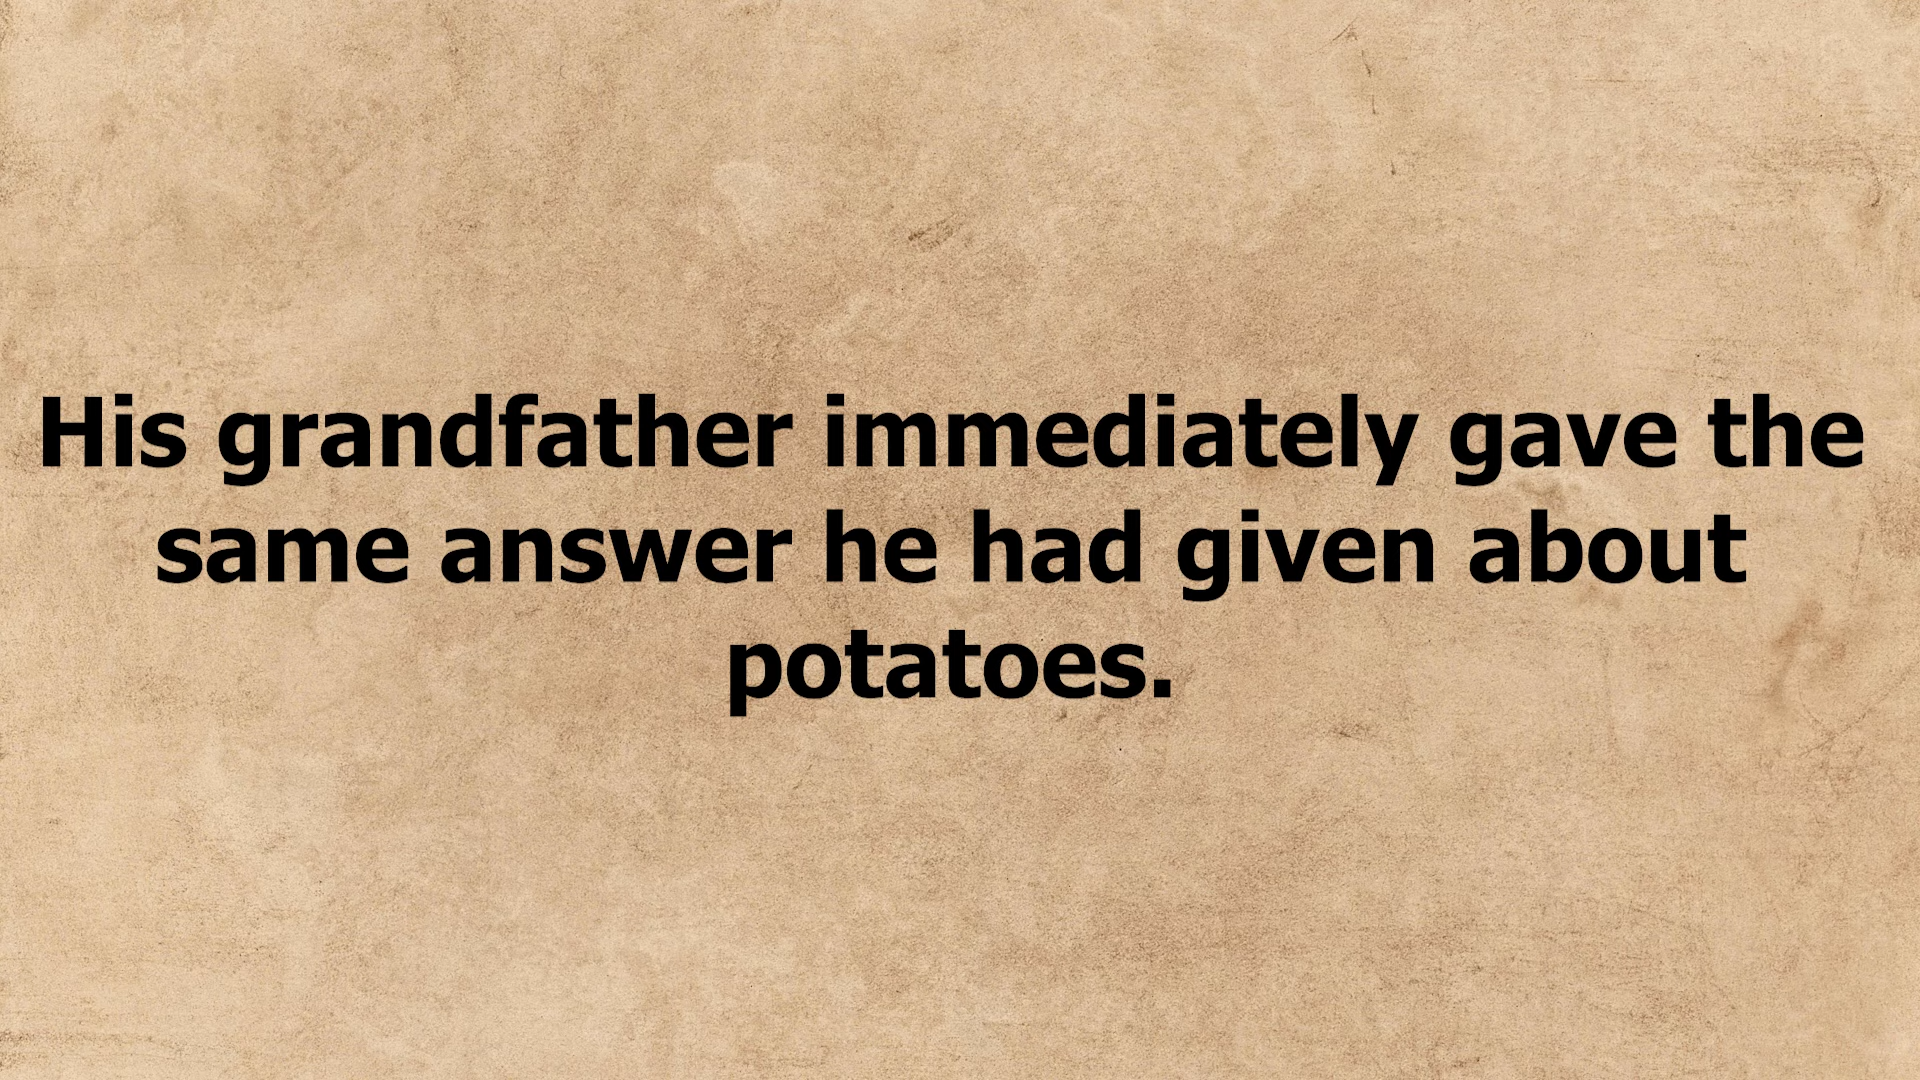 His grandfather immediately gave the
same answer he had given about
potatoes.